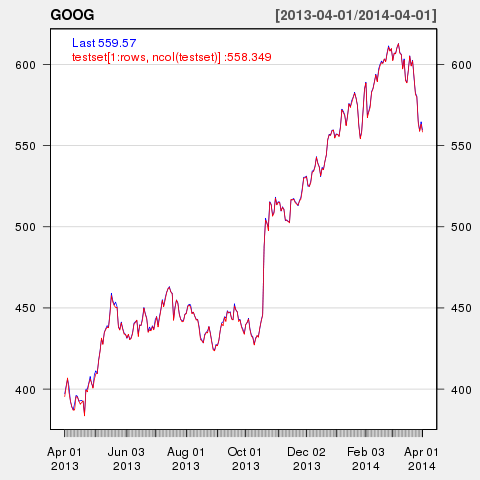 GOOG [2013-04-01/2014-04-01]
Last 559.57
testset[1:rows, ncol(testset)] :558.349
600 600
550 550
500 500
450 450
400 400
Apr 01 Jun 03 Aug 01 Oct 01 Dec 02 Feb 03 Apr 01
2013 2013 2013 2013 2013 2014 2014